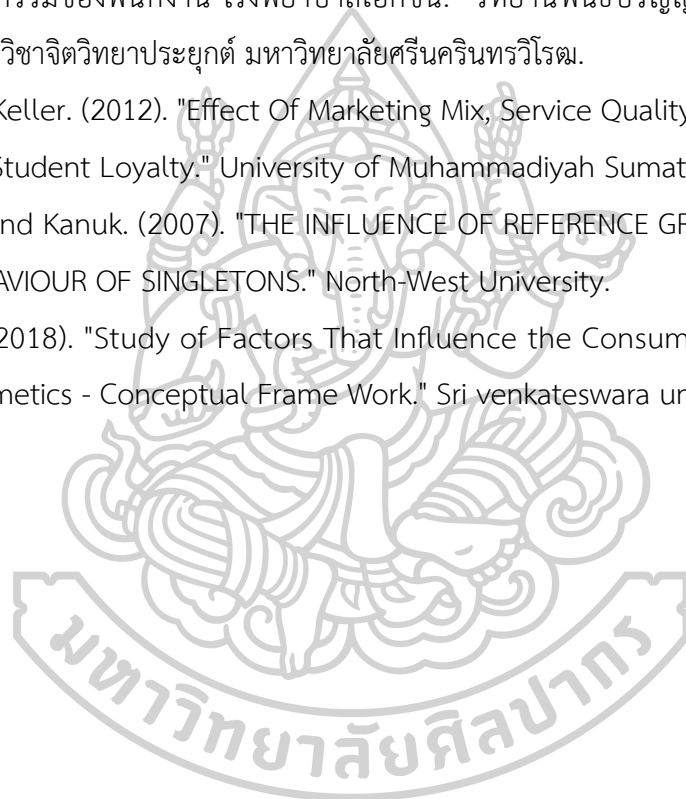 กรรมของพนักงาน โรงพยาบาลเอกชน." วิทยานิพนธ์ปริญญ
วิชาจิตวิทยาประยุกต์ มหาวิทยาลัยศรีนครินทรวิโรฒ.
Keller. (2012). "Effect Of Marketing Mix, Service Quality
Student Loyalty." University of Muhammadiyah Sumat
nd Kanuk. (2007). "THE INFLUENCE OF REFERENCE GR
AVIOUR OF SINGLETONS." North-West University.
2018). "Study of Factors That Influence the Consum
metics - Conceptual Frame Work." Sri venkateswara un
มหาวิทยาลัยศิลปากร